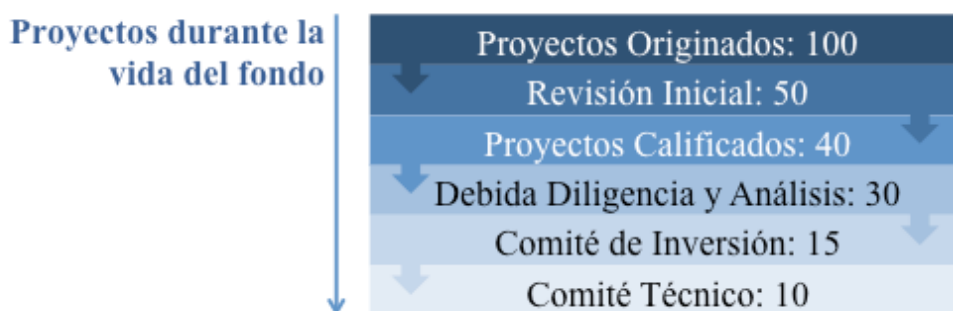 Proyectos durante la
vida del fondo
Proyectos Originados: 100
Revisión Inicial: 50
Proyectos Calificados: 40
Debida Diligencia y Análisis: 30
Comité de Inversión: 15
Comité Técnico: 10